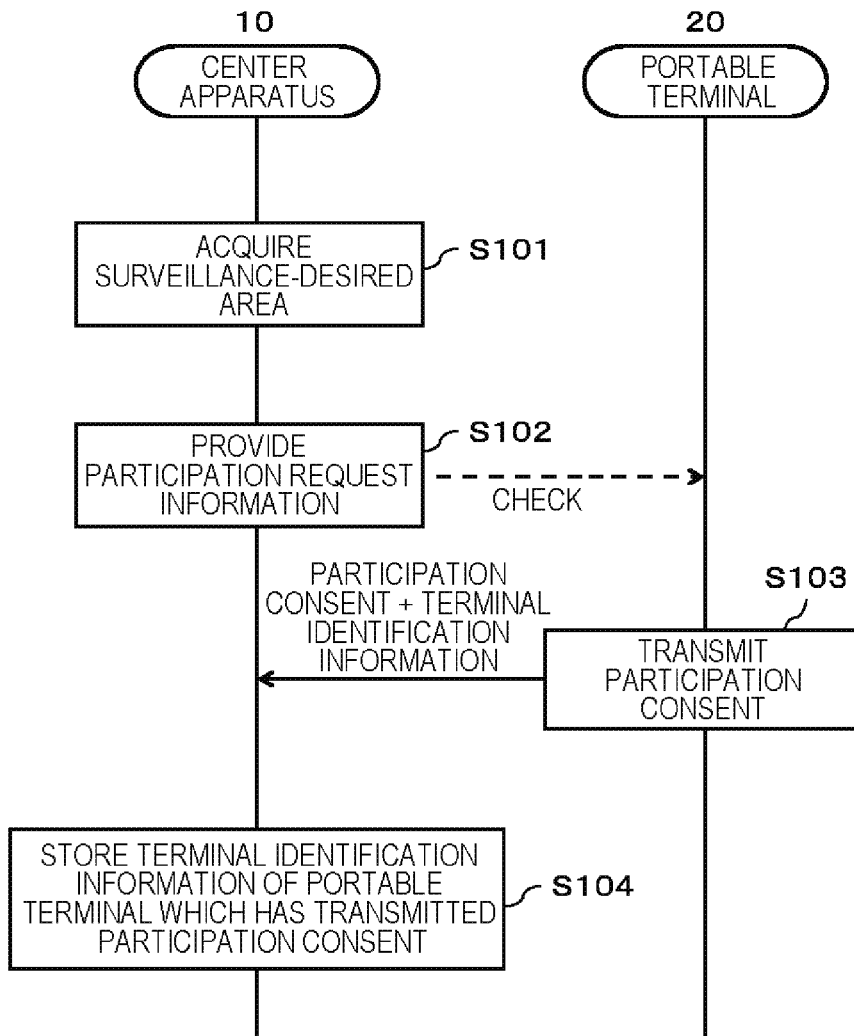 10
20
CENTER
APPARATUS
PORTABLE
TERMINAL
ACQUIRE
SURVEILLANCE-DESIRED
AREA
S101
PROVIDE
PARTICIPATION REQUEST
INFORMATION
S102
CHECK
PARTICIPATION
CONSENT + TERMINAL
IDENTIFICATION
INFORMATION
S103
TRANSMIT
PARTICIPATION
CONSENT
STORE TERMINAL IDENTIFICATION
INFORMATION OF PORTABLE
TERMINAL WHICH HAS TRANSMITTED
PARTICIPATION CONSENT
S104